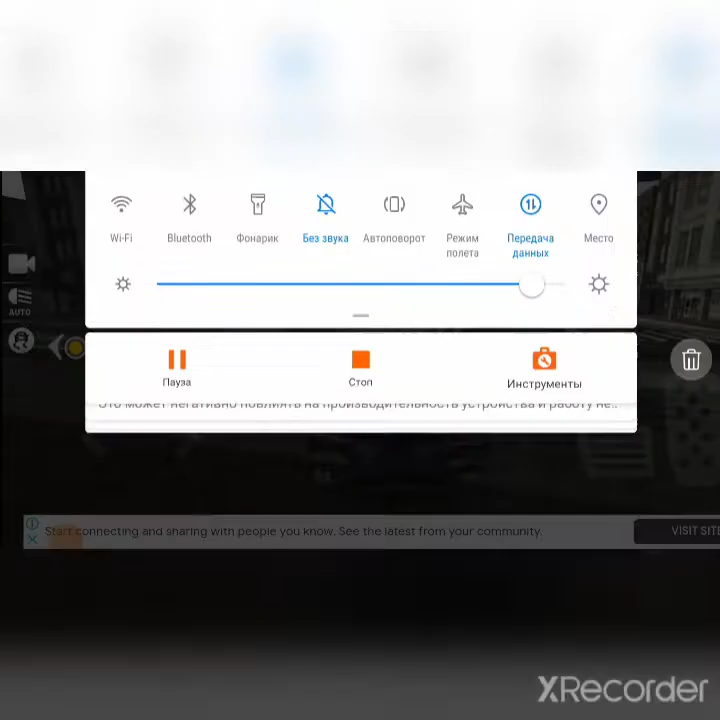 Wi-Fi Bluetooth Фонарик Без звука Автоповорот Режим полета Передача данных Место
AUTO
Пауза Стоп Инструменты
Это может негативно повлиять на производительность устройства и работу не..
Start connecting and sharing with people you know. See the latest from your community.
VISIT SITE
XRecorder